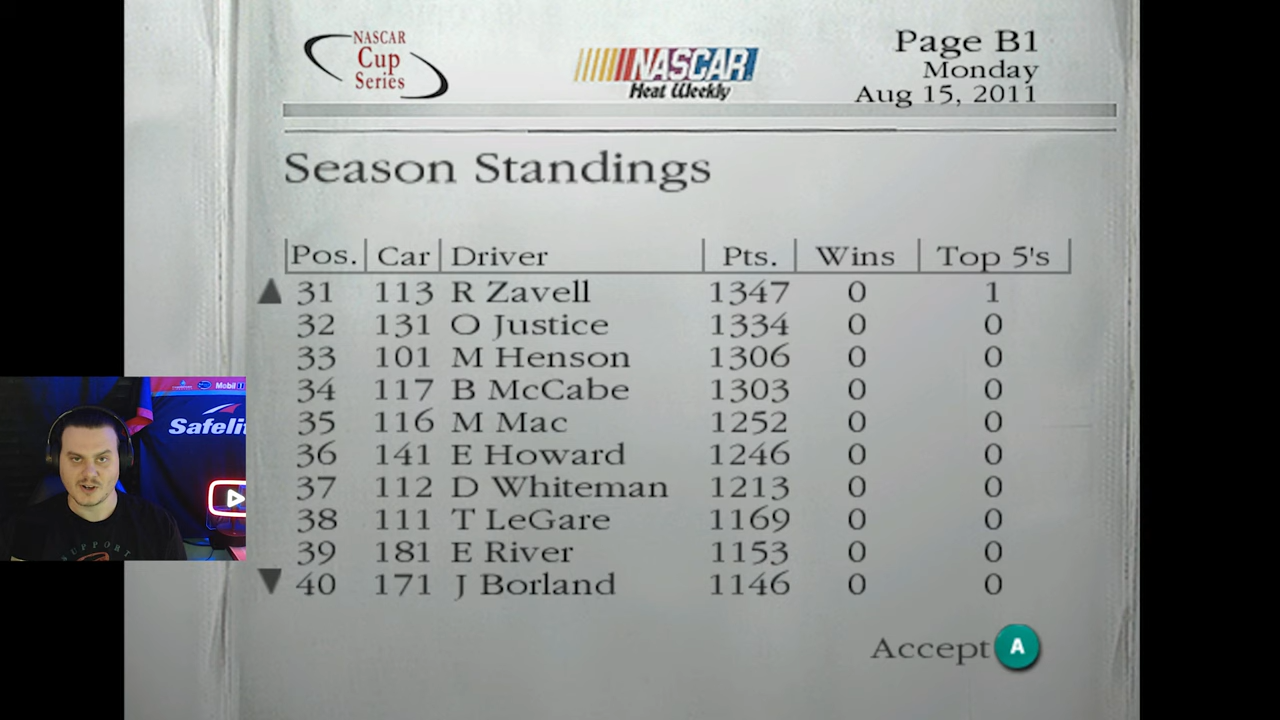 NASCAR
Cup
Series
NASCAR
Heat Weekly
Page B1
Monday
Aug 15, 2011
Season Standings
Pos. Car Driver Pts. Wins Top 5's
31 113 R Zavell 1347 0 1
32 131 O Justice 1334 0 0
33 101 M Henson 1306 0 0
34 117 B McCabe 1303 0 0
35 116 M Mac 1252 0 0
36 141 E Howard 1246 0 0
37 112 D Whiteman 1213 0 0
38 111 T LeGare 1169 0 0
39 181 E River 1153 0 0
40 171 J Borland 1146 0 0
Mobil 1
Safelit
SUPPORT
Accept A